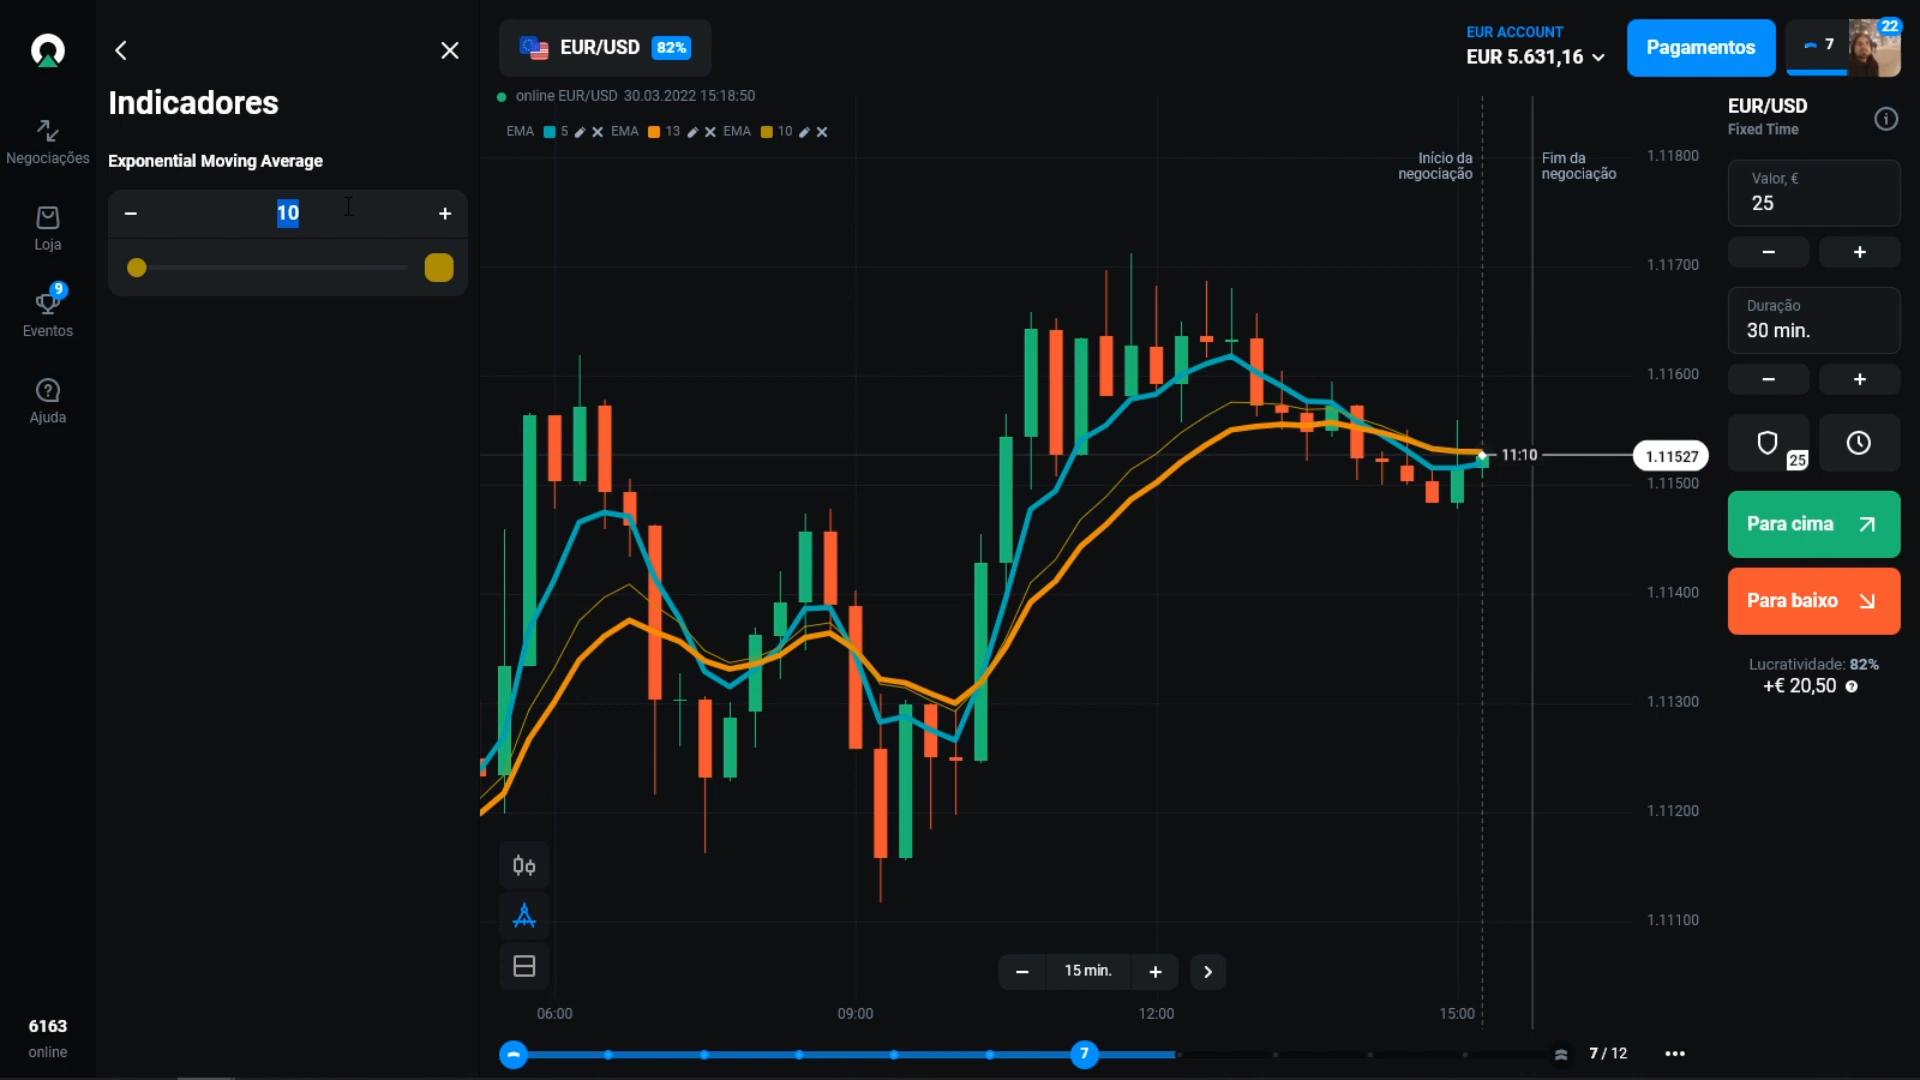 Negociações
Loja
9
Eventos
Ajuda
6163
online
Indicadores
Exponential Moving Average
− 10 +
EUR/USD 82%
online EUR/USD 30.03.2022 15:18:50
EMA 5 EMA 13 EMA 10
EUR ACCOUNT
EUR 5.631,16
Pagamentos
7
22
Início da
negociação
Fim da
negociação
1.11800
1.11700
1.11600
1.11500
1.11400
1.11300
1.11200
1.11100
11:10
1.11527
− 15 min. +
06:00 09:00 12:00 15:00
7
7 / 12
EUR/USD
Fixed Time
Valor, €
25
− +
Duração
30 min.
− +
25
Para cima
Para baixo
Lucratividade: 82%
+€ 20,50